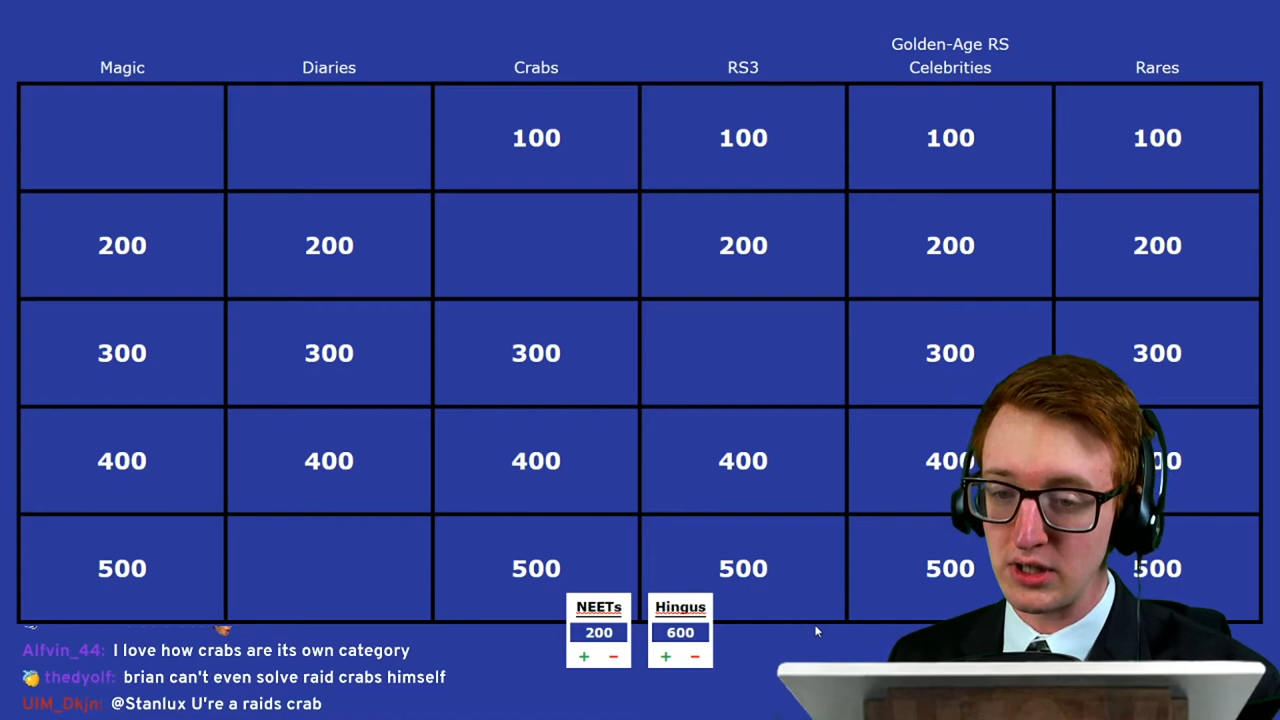 Golden-Age RS
Magic Diaries Crabs RS3 Celebrities Rares
100 100 100 100
200 200 200 200 200
300 300 300 300 300
400 400 400 400 400
500 500 500 500 500
NEETs Hingus
200 600
+ − + −
Alfvin_44: I love how crabs are its own category
thedyolf: brian can't even solve raid crabs himself
UIM_Dkjn: @Stanlux U're a raids crab